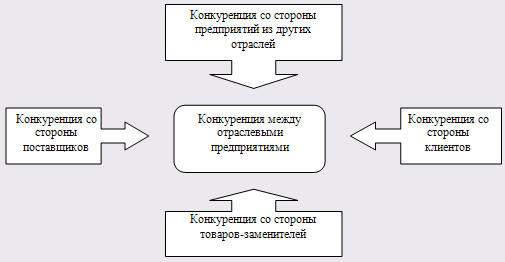 Конкуренция со стороны
предприятий из других
отраслей
Конкуренция со
стороны
поставщиков
Конкуренция между
отраслевыми
предприятиями
Конкуренция со
стороны
клиентов
Конкуренция со стороны
товаров-заменителей